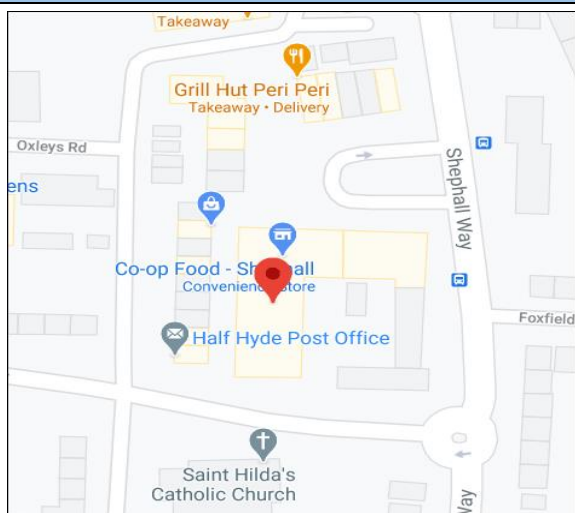 Takeaway
Grill Hut Peri Peri
Takeaway • Delivery
Oxleys Rd
Shephall Way
ens
Co-op Food - Sh all
Convenienc store
Half Hyde Post Office
Foxfield
Saint Hilda's
Catholic Church
Way